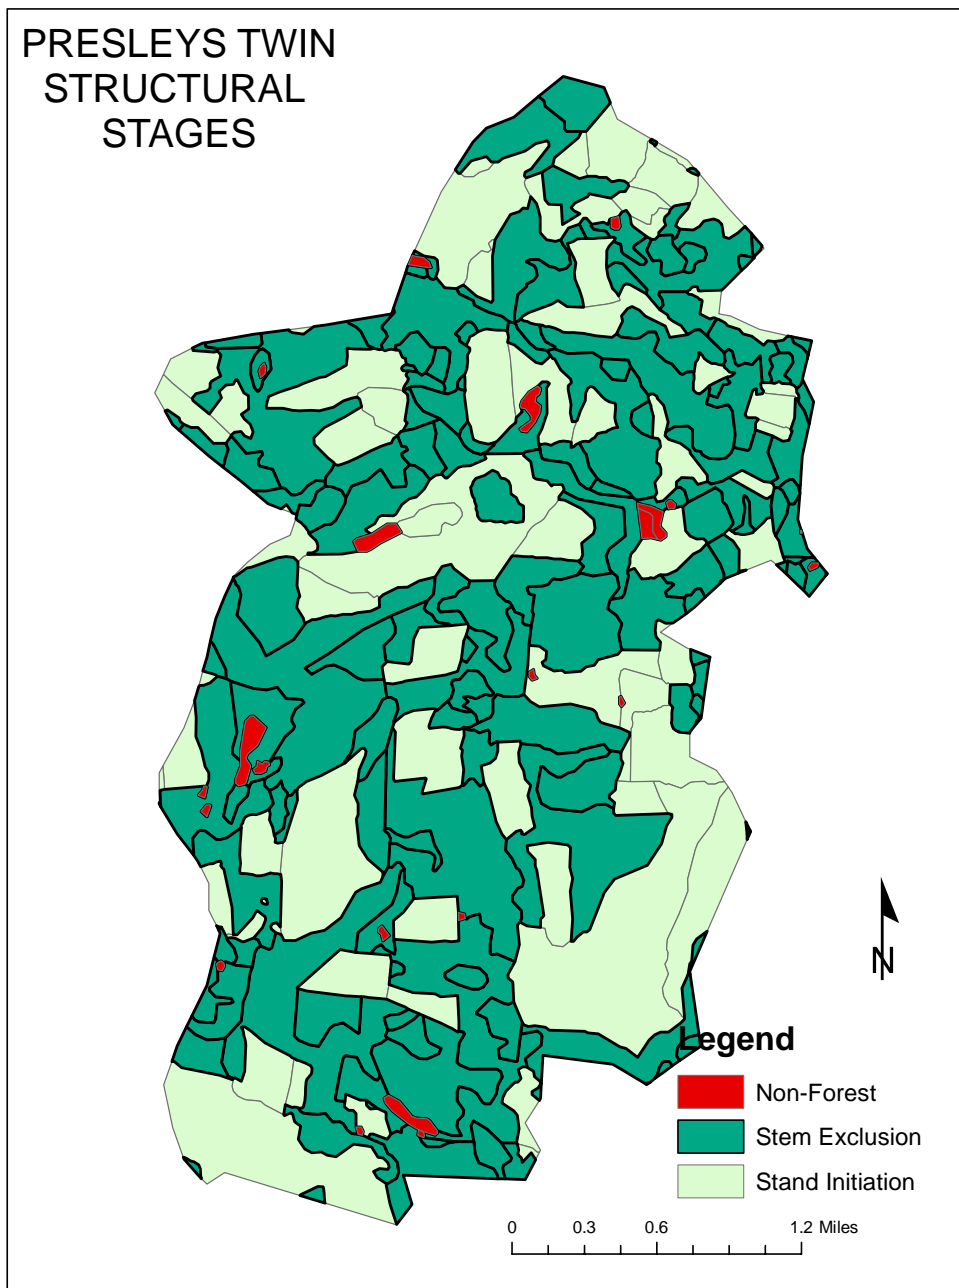 PRESLEYS TWIN
STRUCTURAL
STAGES
N
Legend
Non-Forest
Stem Exclusion
Stand Initiation
0 0.3 0.6 1.2 Miles